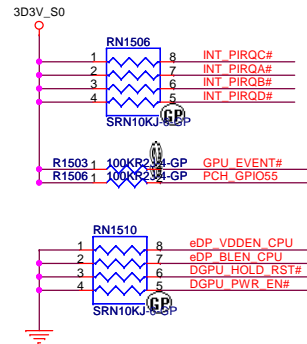 3D3V_S0
RN1506
1 8 INT_PIRQC#
2 7 INT_PIRQA#
3 6 INT_PIRQB#
4 5 INT_PIRQD#
SRN10KJ-6-GP
GP
R1503 1 100KR2J-4-GP GPU_EVENT#
R1506 1 100KR2J-4-GP PCH_GPIO55
RN1510
1 8 eDP_VDDEN_CPU
2 7 eDP_BLEN_CPU
3 6 DGPU_HOLD_RST#
4 5 DGPU_PWR_EN#
SRN10KJ-6-GP
GP